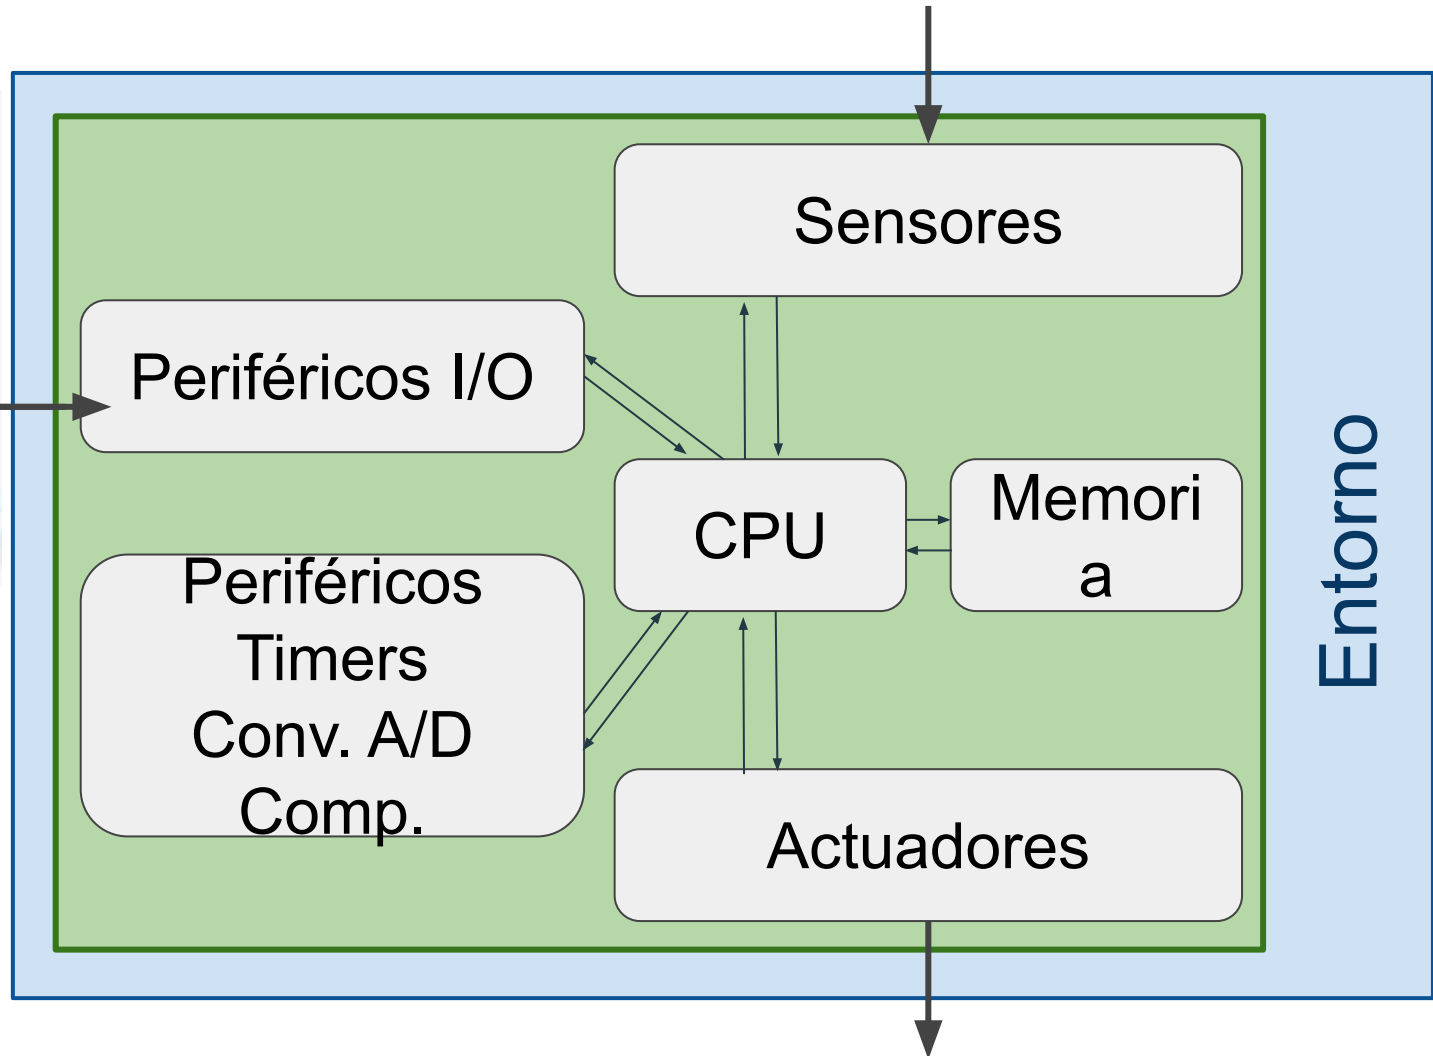 Sensores
Periféricos I/O
CPU
Memori
a
Periféricos
Timers
Conv. A/D
Comp.
Actuadores
Entorno